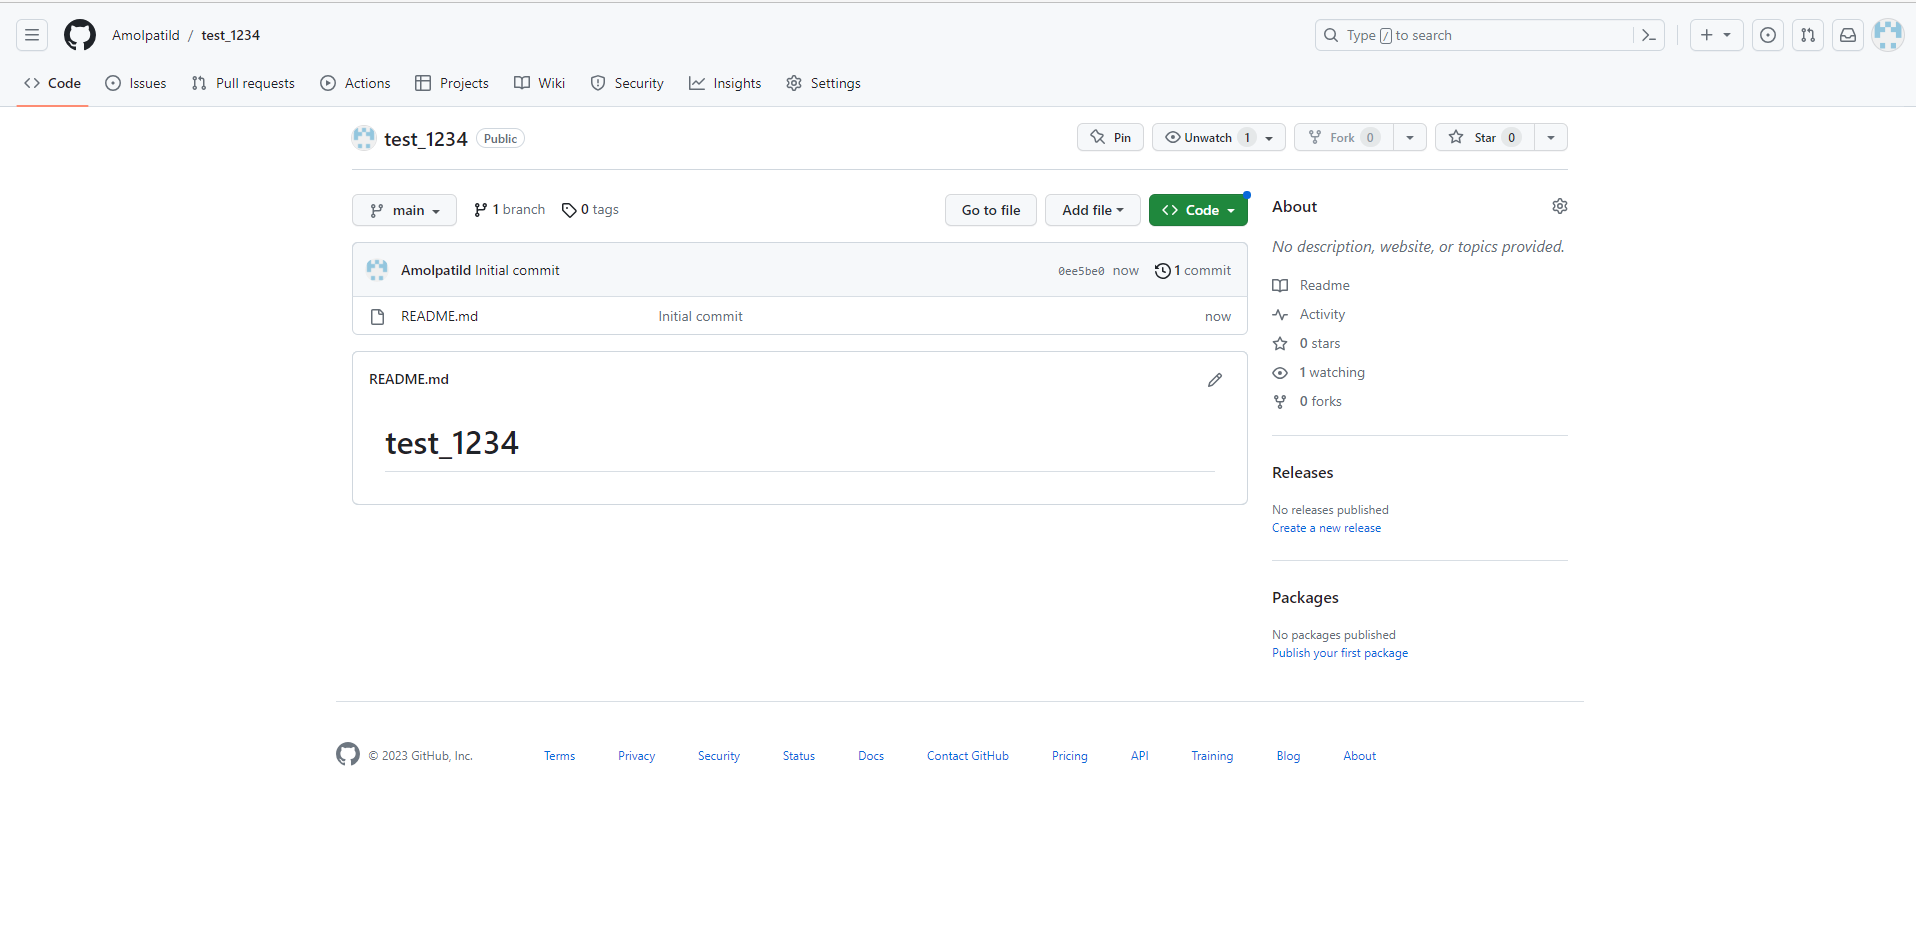 Amolpatild / test_1234
Type / to search
Code Issues Pull requests Actions Projects Wiki Security Insights Settings
test_1234 Public
Pin Unwatch 1 Fork 0 Star 0
main 1 branch 0 tags Go to file Add file Code
Amolpatild Initial commit 0ee5be0 now 1 commit
README.md Initial commit now
README.md
test_1234
About
No description, website, or topics provided.
Readme
Activity
0 stars
1 watching
0 forks
Releases
No releases published
Create a new release
Packages
No packages published
Publish your first package
© 2023 GitHub, Inc. Terms Privacy Security Status Docs Contact GitHub Pricing API Training Blog About